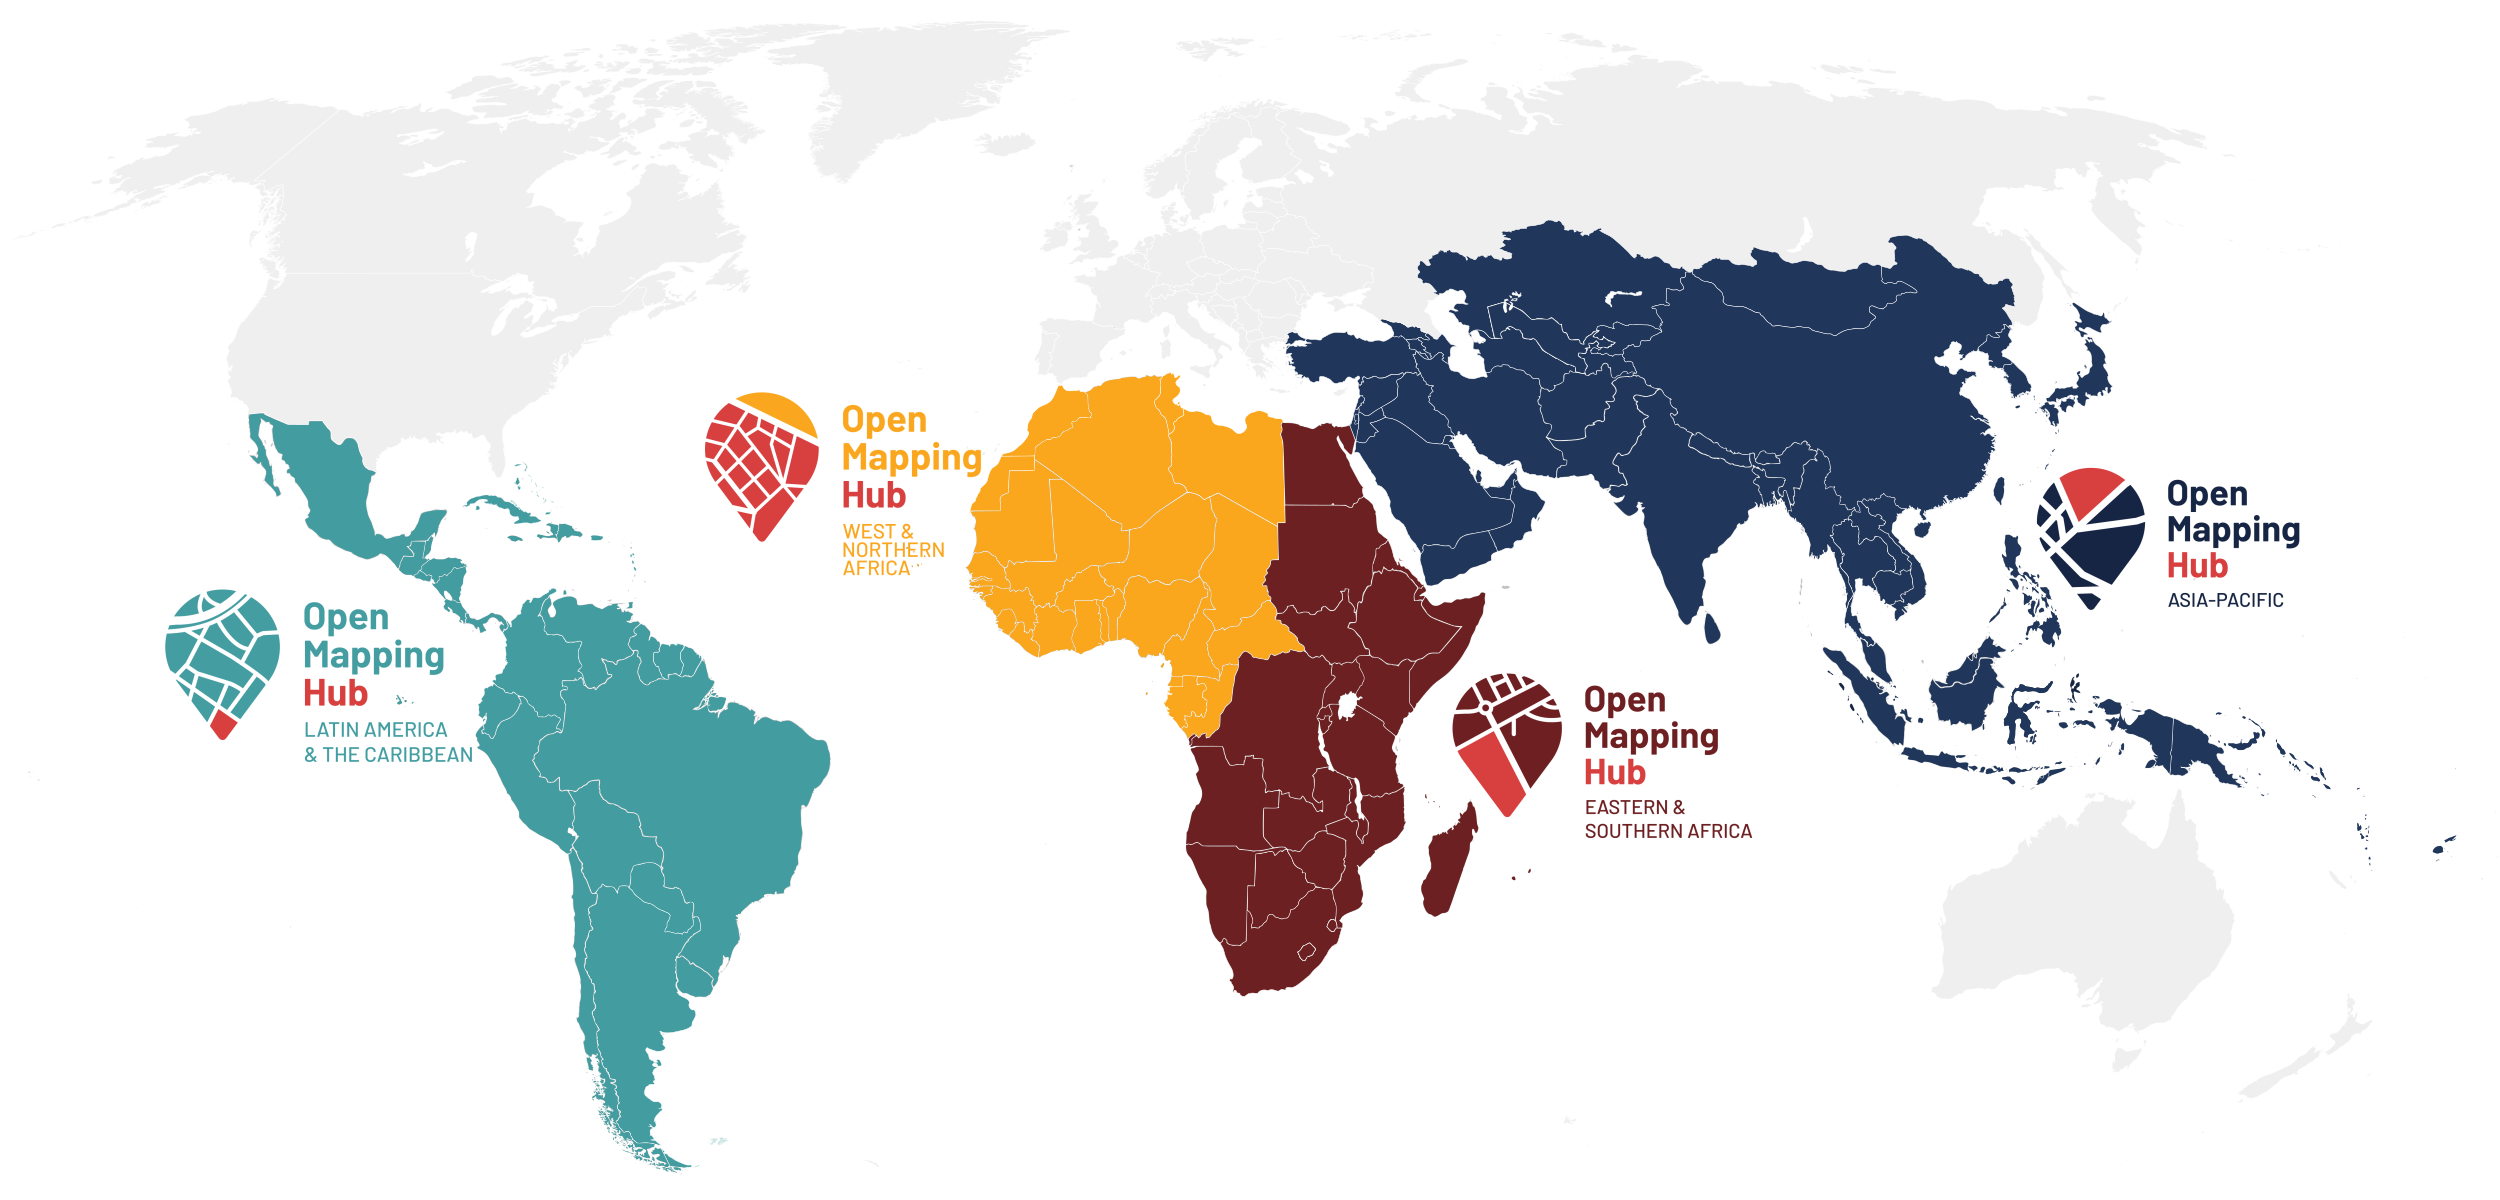 Open
Mapping
Hub
WEST &
NORTHERN
AFRICA
Open
Mapping
Hub
ASIA-PACIFIC
Open
Mapping
Hub
LATIN AMERICA
& THE CARIBBEAN
Open
Mapping
Hub
EASTERN &
SOUTHERN AFRICA